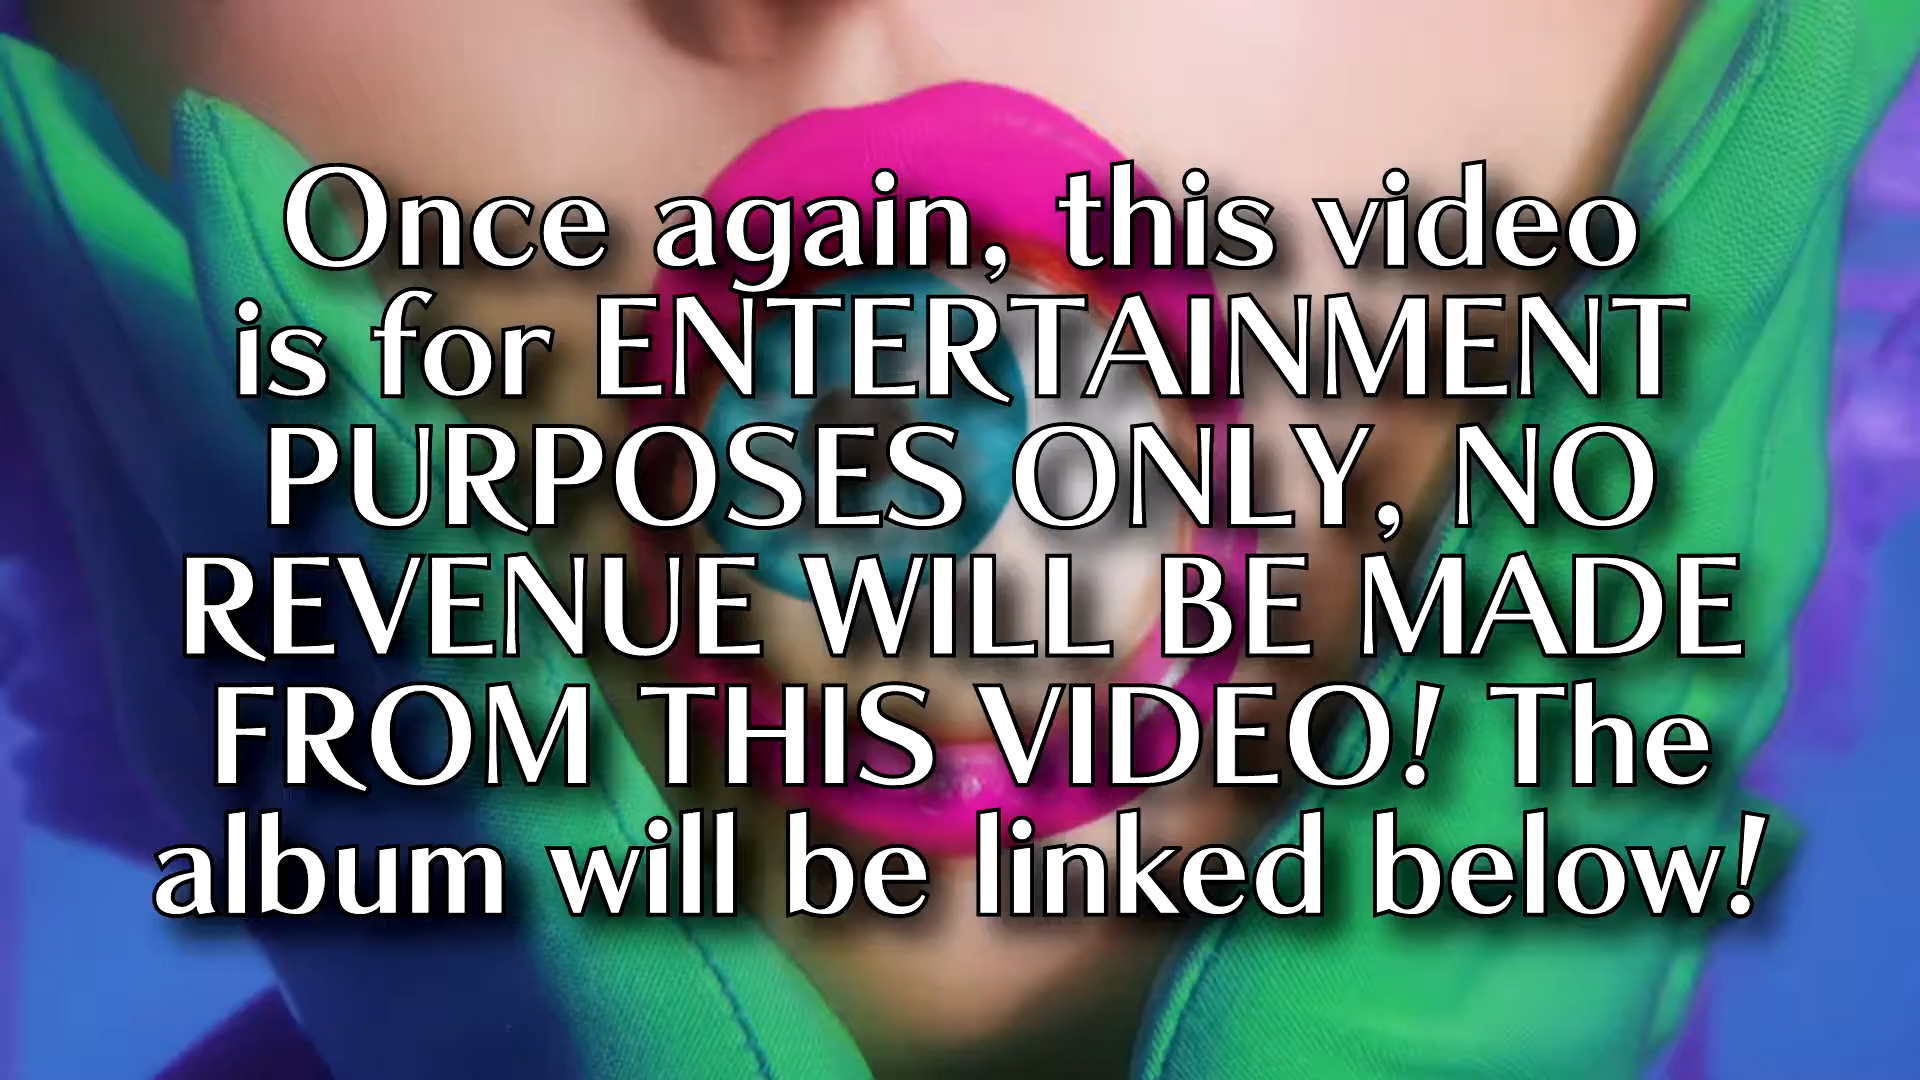 Once again, this video
is for ENTERTAINMENT
PURPOSES ONLY, NO
REVENUE WILL BE MADE
FROM THIS VIDEO! The
album will be linked below!